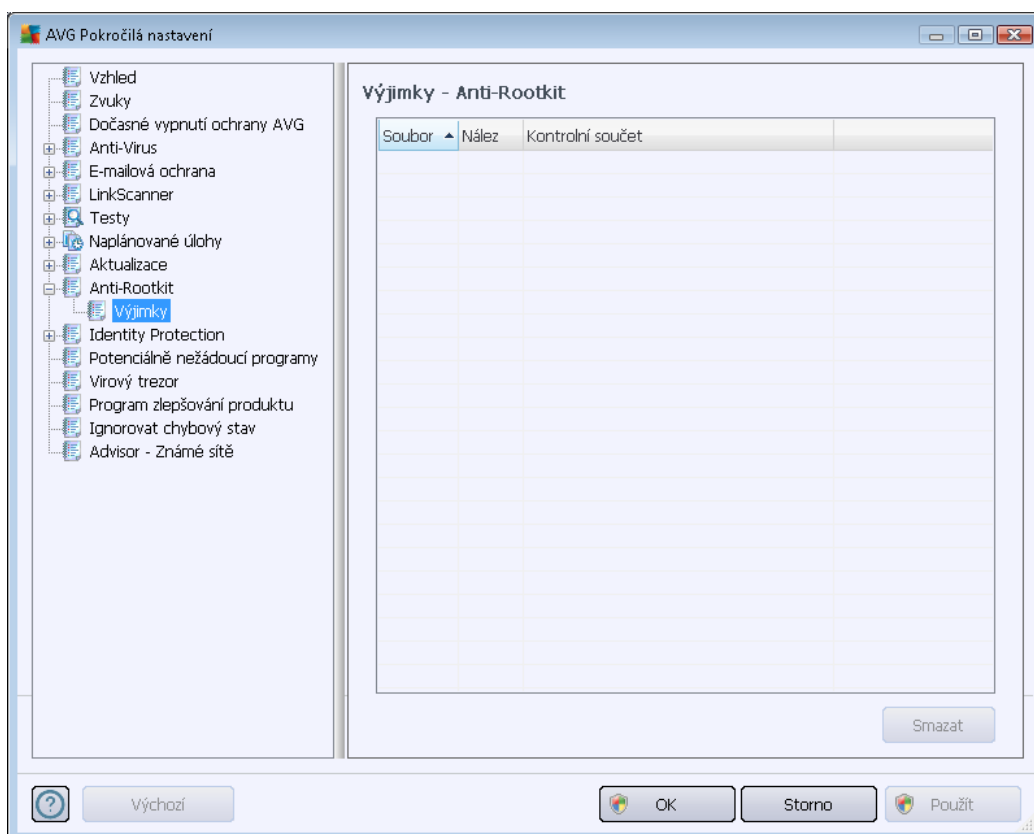 AVG Pokročilá nastavení
Vzhled
Zvuky
Dočasné vypnutí ochrany AVG
Anti-Virus
E-mailová ochrana
LinkScanner
Testy
Naplánované úlohy
Aktualizace
Anti-Rootkit
Výjimky
Identity Protection
Potenciálně nežádoucí programy
Virový trezor
Program zlepšování produktu
Ignorovat chybový stav
Advisor - Známé sítě
Výjimky - Anti-Rootkit
Soubor Nález Kontrolní součet
Smazat
Výchozí OK Storno Použít